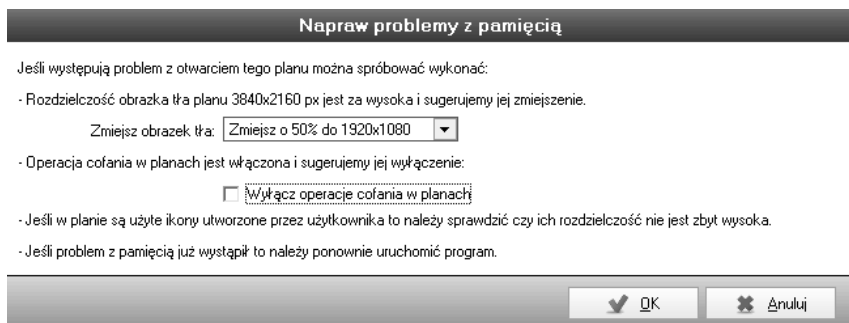 Napraw problemy z pamięcią
Jeśli występują problem z otwarciem tego planu można spróbować wykonać:
- Rozdzielczość obrazka tła planu 3840x2160 px jest za wysoka i sugerujemy jej zmiejszenie.
Zmiejsz obrazek tła: Zmiejsz o 50% do 1920x1080
- Operacja cofania w planach jest włączona i sugerujemy jej wyłączenie:
Wyłącz operacje cofania w planach
- Jeśli w planie są użyte ikony utworzone przez użytkownika to należy sprawdzić czy ich rozdzielczość nie jest zbyt wysoka.
- Jeśli problem z pamięcią już wystąpił to należy ponownie uruchomić program.
OK Anuluj